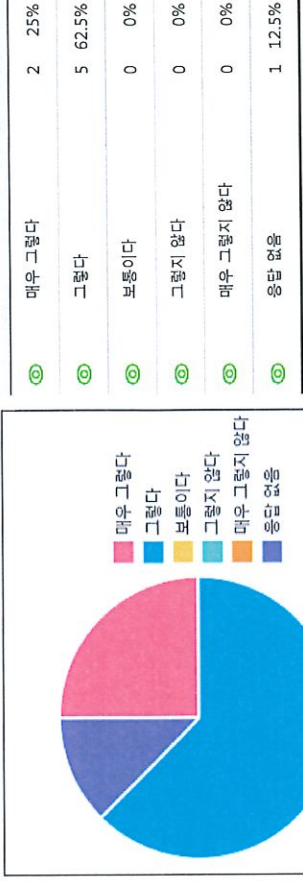 매우 그렇다
그렇다
보통이다
그렇지 않다
매우 그렇지 않다
응답 없음
매우 그렇다 2 25%
그렇다 5 62.5%
보통이다 0 0%
그렇지 않다 0 0%
매우 그렇지 않다 0 0%
응답 없음 1 12.5%